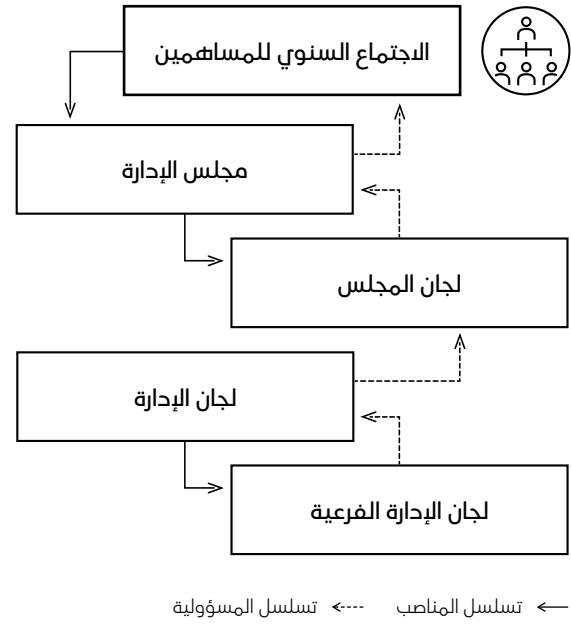 الاجتماع السنوي للمساهمين
مجلس الإدارة
لجان المجلس
لجان الإدارة
لجان الإدارة الفرعية
تسلسل المناصب
تسلسل المسؤولية